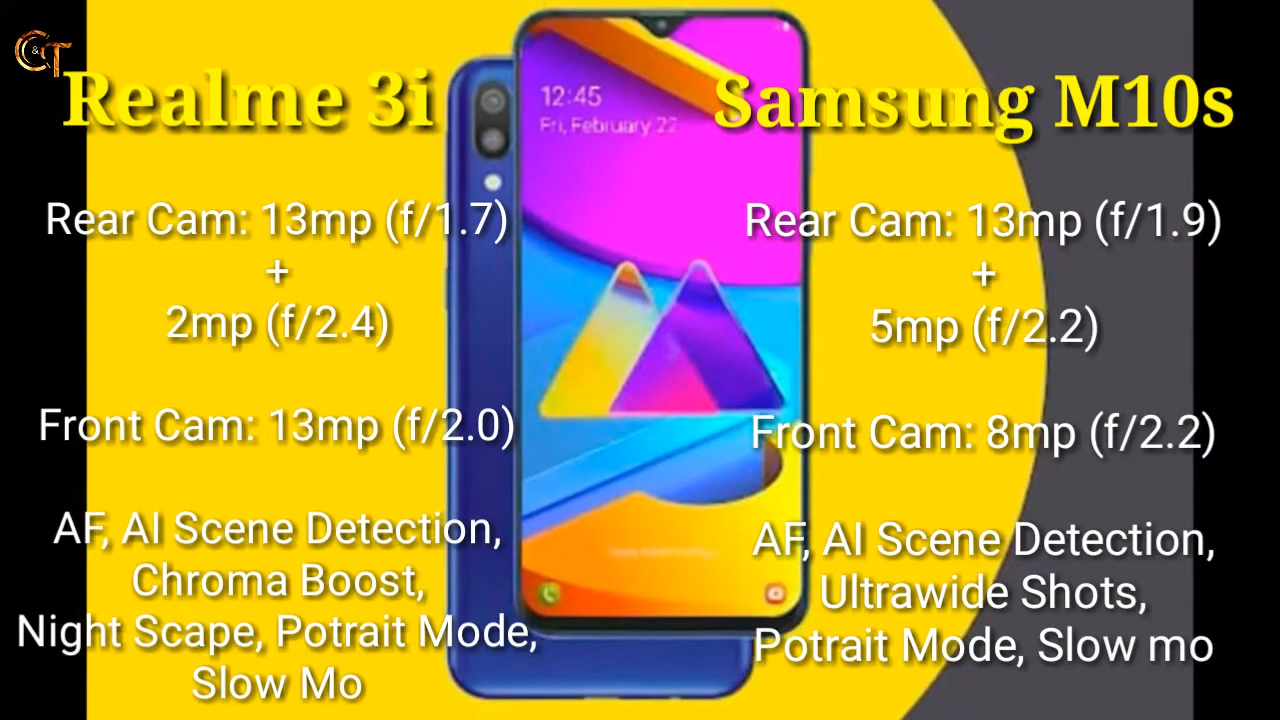 C&T
Realme 3i
Rear Cam: 13mp (f/1.7)
+
2mp (f/2.4)
Front Cam: 13mp (f/2.0)
AF, AI Scene Detection,
Chroma Boost,
Night Scape, Potrait Mode,
Slow Mo
12:45
Fri, February 22
Samsung M10s
Rear Cam: 13mp (f/1.9)
+
5mp (f/2.2)
Front Cam: 8mp (f/2.2)
AF, AI Scene Detection,
Ultrawide Shots,
Potrait Mode, Slow mo